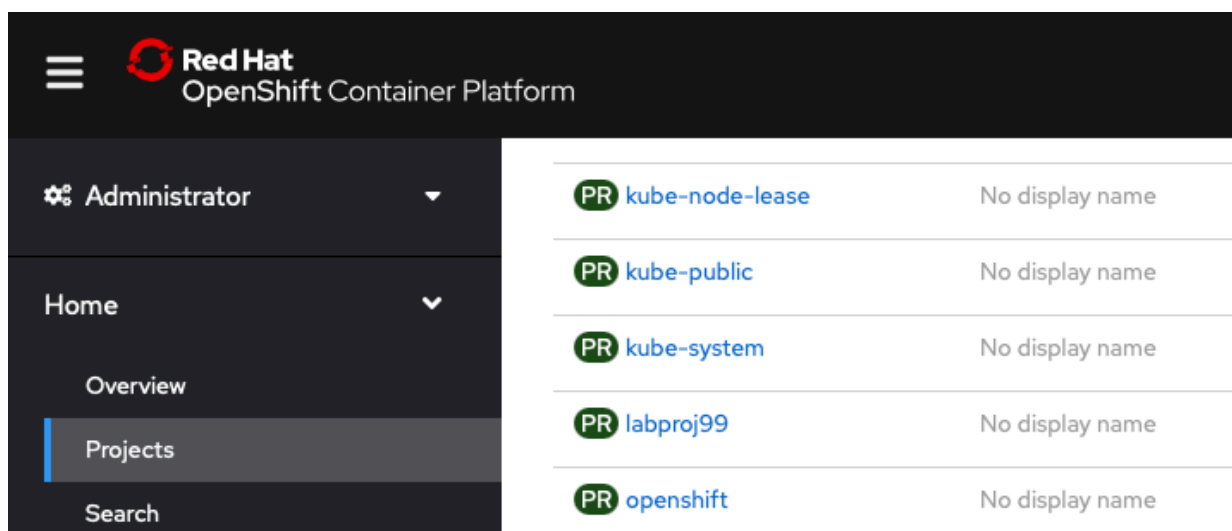 Red Hat
OpenShift Container Platform
Administrator
Home
Overview
Projects
Search
PR kube-node-lease No display name
PR kube-public No display name
PR kube-system No display name
PR labproj99 No display name
PR openshift No display name